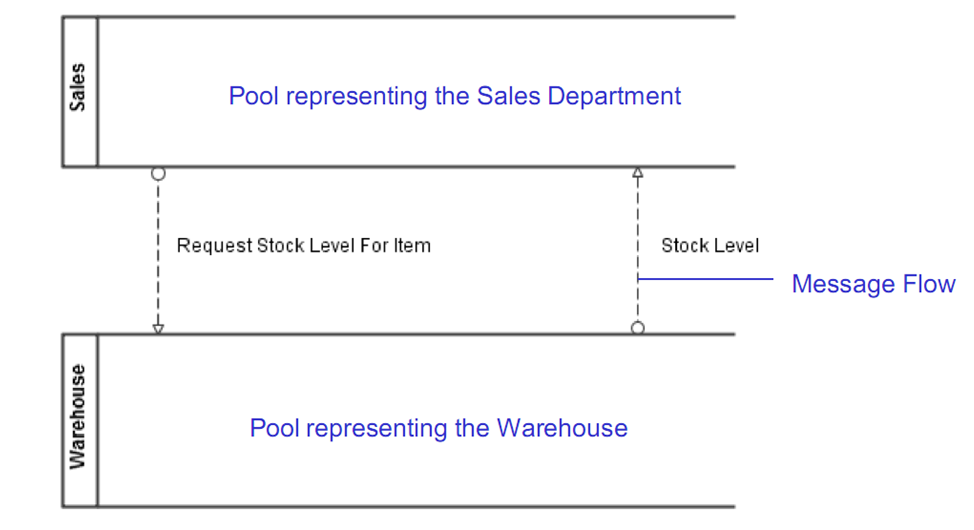 Sales
Pool representing the Sales Department
Request Stock Level For Item
Stock Level
Message Flow
Warehouse
Pool representing the Warehouse